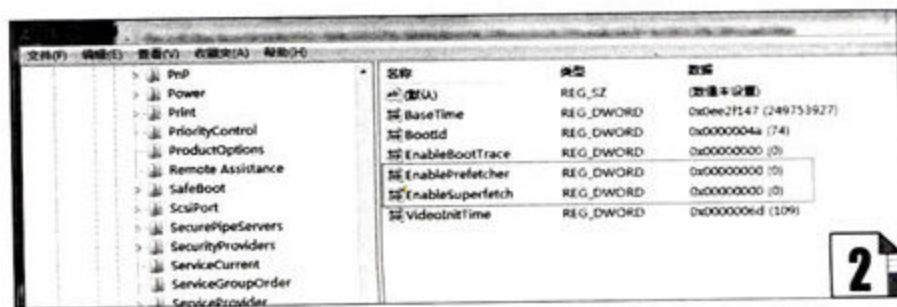 文件(F) 编辑(E) 查看(V) 收藏夹(A) 帮助(H)
PnP
Power
Print
PriorityControl
ProductOptions
Remote Assistance
SafeBoot
ScsiPort
SecurePipeServers
SecurityProviders
ServiceCurrent
ServiceGroupOrder
ServiceProvider
名称 类型 数据
(默认) REG_SZ (数值未设置)
BaseTime REG_DWORD 0x0ee2f147 (249753927)
BootId REG_DWORD 0x0000004a (74)
EnableBootTrace REG_DWORD 0x00000000 (0)
EnablePrefetcher REG_DWORD 0x00000000 (0)
EnableSuperfetch REG_DWORD 0x00000000 (0)
VideoInitTime REG_DWORD 0x0000006d (109)
2